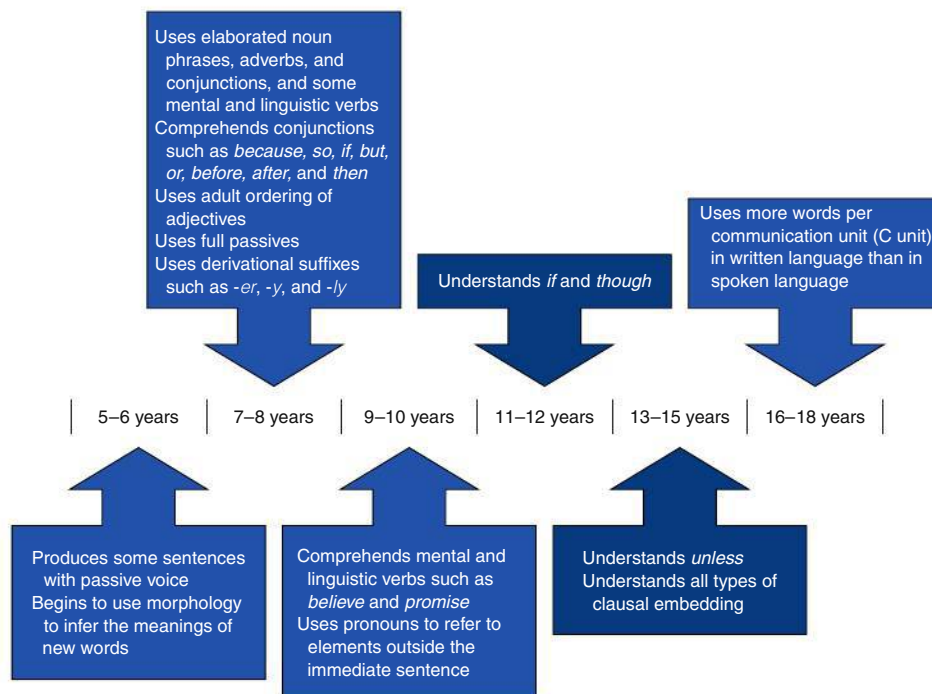 Uses elaborated noun
phrases, adverbs, and
conjunctions, and some
mental and linguistic verbs
Comprehends conjunctions
such as because, so, if, but,
or, before, after, and then
Uses adult ordering of
adjectives
Uses full passives
Uses derivational suffixes
such as -er, -y, and -ly
Understands if and though
Uses more words per
communication unit (C unit)
in written language than in
spoken language
5–6 years
7–8 years
9–10 years
11–12 years
13–15 years
16–18 years
Produces some sentences
with passive voice
Begins to use morphology
to infer the meanings of
new words
Comprehends mental and
linguistic verbs such as
believe and promise
Uses pronouns to refer to
elements outside the
immediate sentence
Understands unless
Understands all types of
clausal embedding